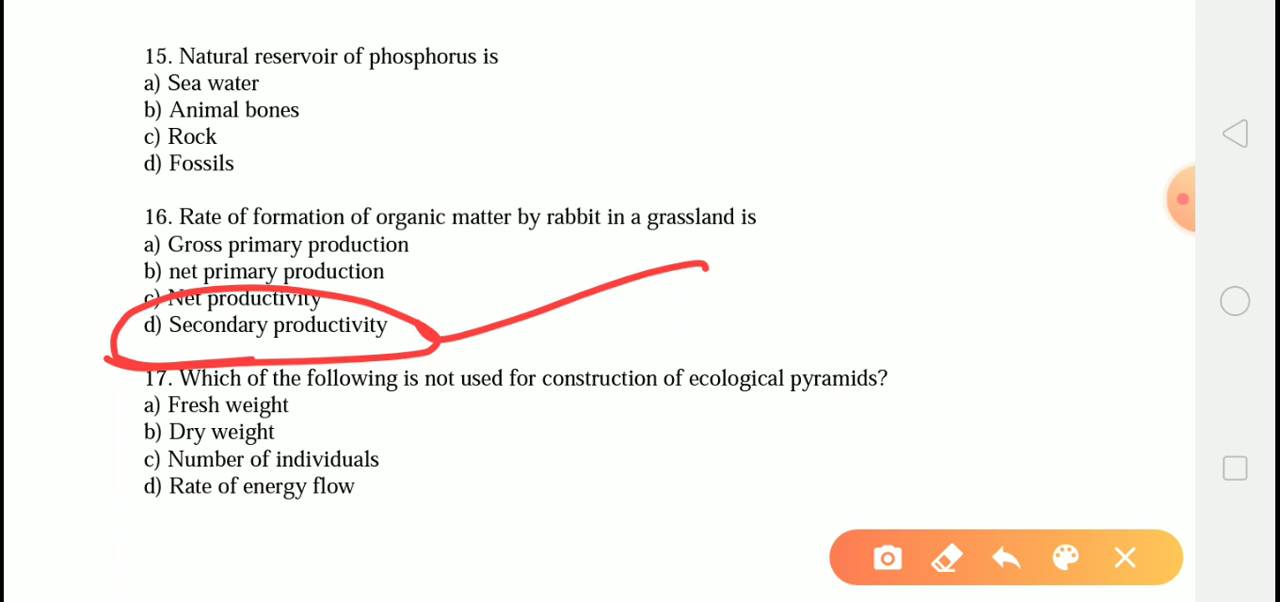 15. Natural reservoir of phosphorus is
a) Sea water
b) Animal bones
c) Rock
d) Fossils
16. Rate of formation of organic matter by rabbit in a grassland is
a) Gross primary production
b) net primary production
c) Net productivity
d) Secondary productivity
17. Which of the following is not used for construction of ecological pyramids?
a) Fresh weight
b) Dry weight
c) Number of individuals
d) Rate of energy flow